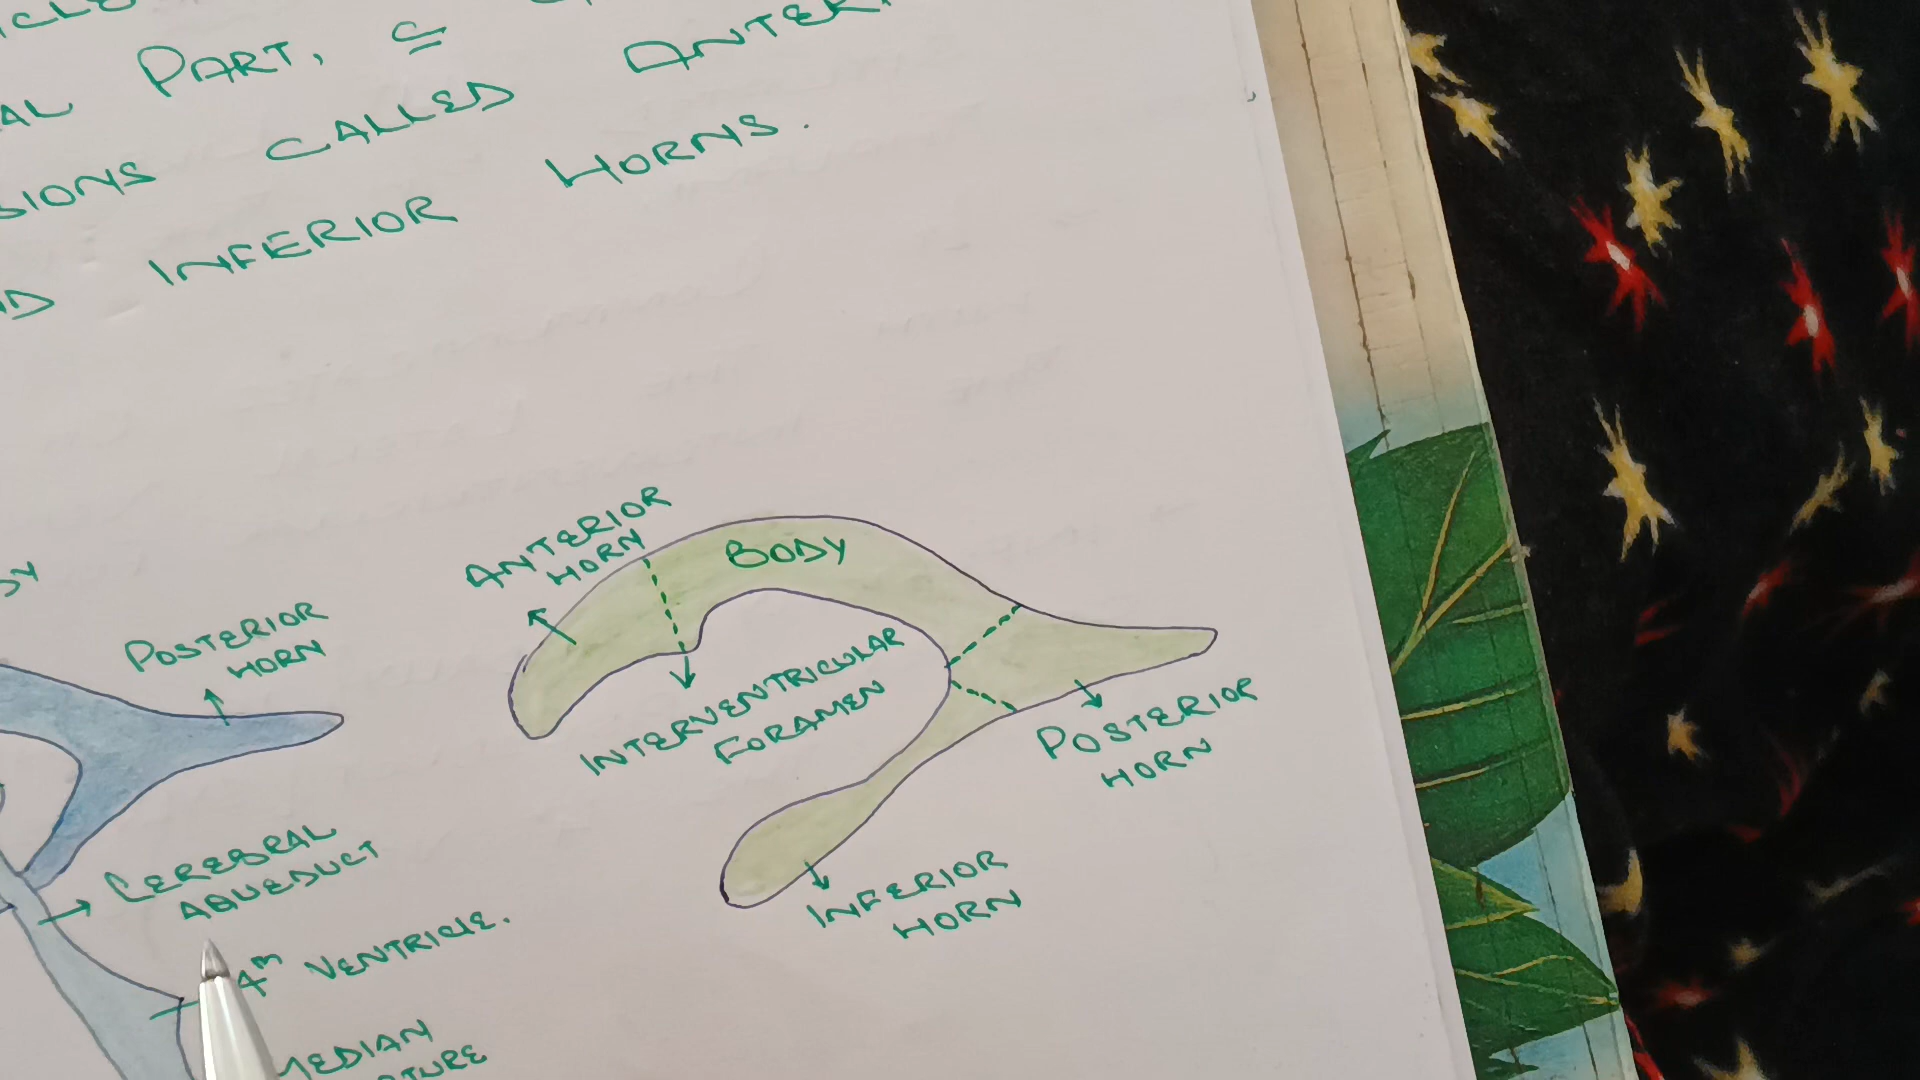 PART, C̲
CALLED ANTER
SIONS
INFERIOR HORNS.
POSTERIOR
HORN
CEREBRAL
AQUEDUCT
4th VENTRICLE.
MEDIAN
ANTERIOR
HORN
BODY
INTERVENTRICULAR
FORAMEN
POSTERIOR
HORN
INFERIOR
HORN